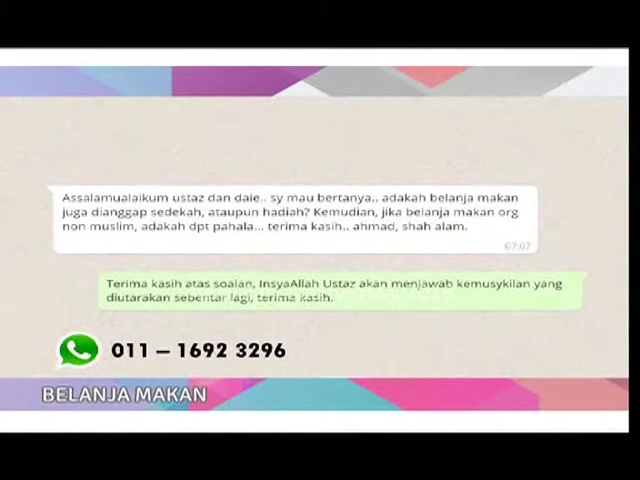 Assalamualaikum ustaz dan daie.. sy mau bertanya.. adakah belanja makan
juga dianggap sedekah, ataupun hadiah? Kemudian, jika belanja makan org
non muslim, adakah dpt pahala... terima kasih.. ahmad, shah alam.
07:07
Terima kasih atas soalan, InsyaAllah Ustaz akan menjawab kemusykilan yang
diutarakan sebentar lagi, terima kasih.
011 – 1692 3296
BELANJA MAKAN